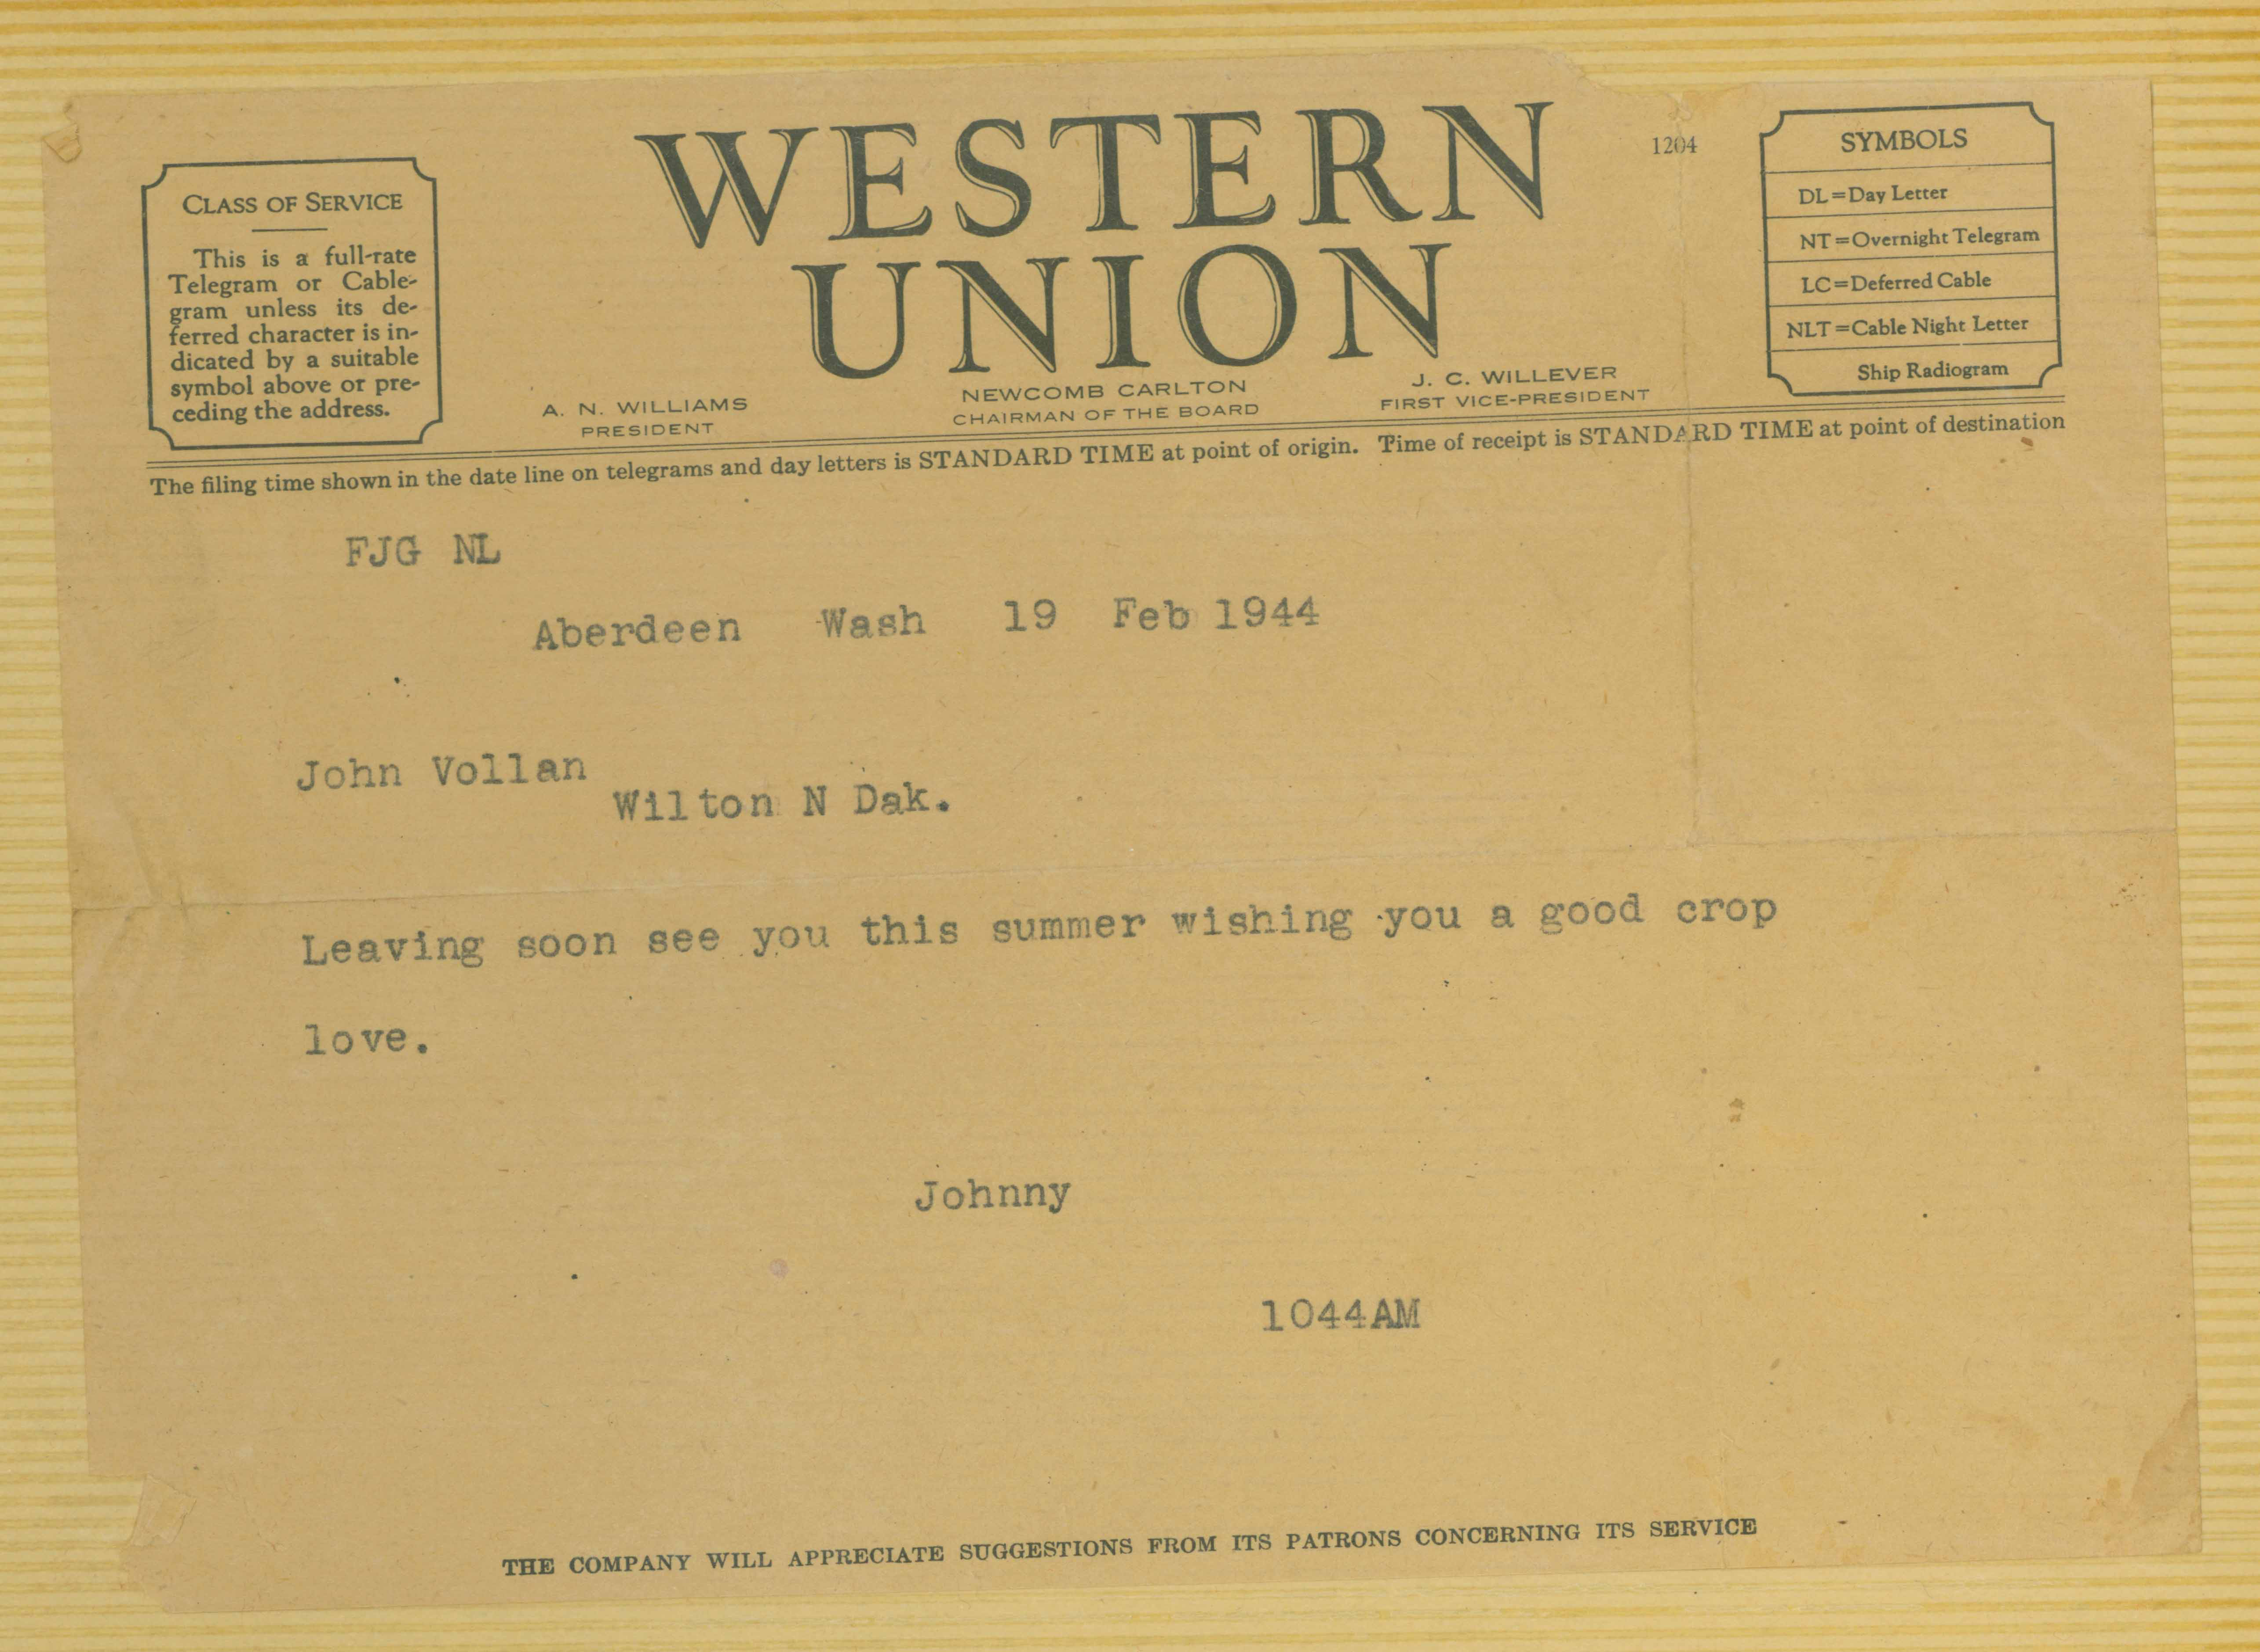 WESTERN
UNION
1204
CLASS OF SERVICE
This is a full-rate
Telegram or Cable-
gram unless its de-
ferred character is in-
dicated by a suitable
symbol above or pre-
ceding the address.
SYMBOLS
DL=Day Letter
NT=Overnight Telegram
LC=Deferred Cable
NLT=Cable Night Letter
Ship Radiogram
A. N. WILLIAMS
PRESIDENT
NEWCOMB CARLTON
CHAIRMAN OF THE BOARD
J. C. WILLEVER
FIRST VICE-PRESIDENT
The filing time shown in the date line on telegrams and day letters is STANDARD TIME at point of origin. Time of receipt is STANDARD TIME at point of destination
FJG NL
Aberdeen Wash 19 Feb 1944
John Vollan
Wilton N Dak.
Leaving soon see you this summer wishing you a good crop
love.
Johnny
1044AM
THE COMPANY WILL APPRECIATE SUGGESTIONS FROM ITS PATRONS CONCERNING ITS SERVICE